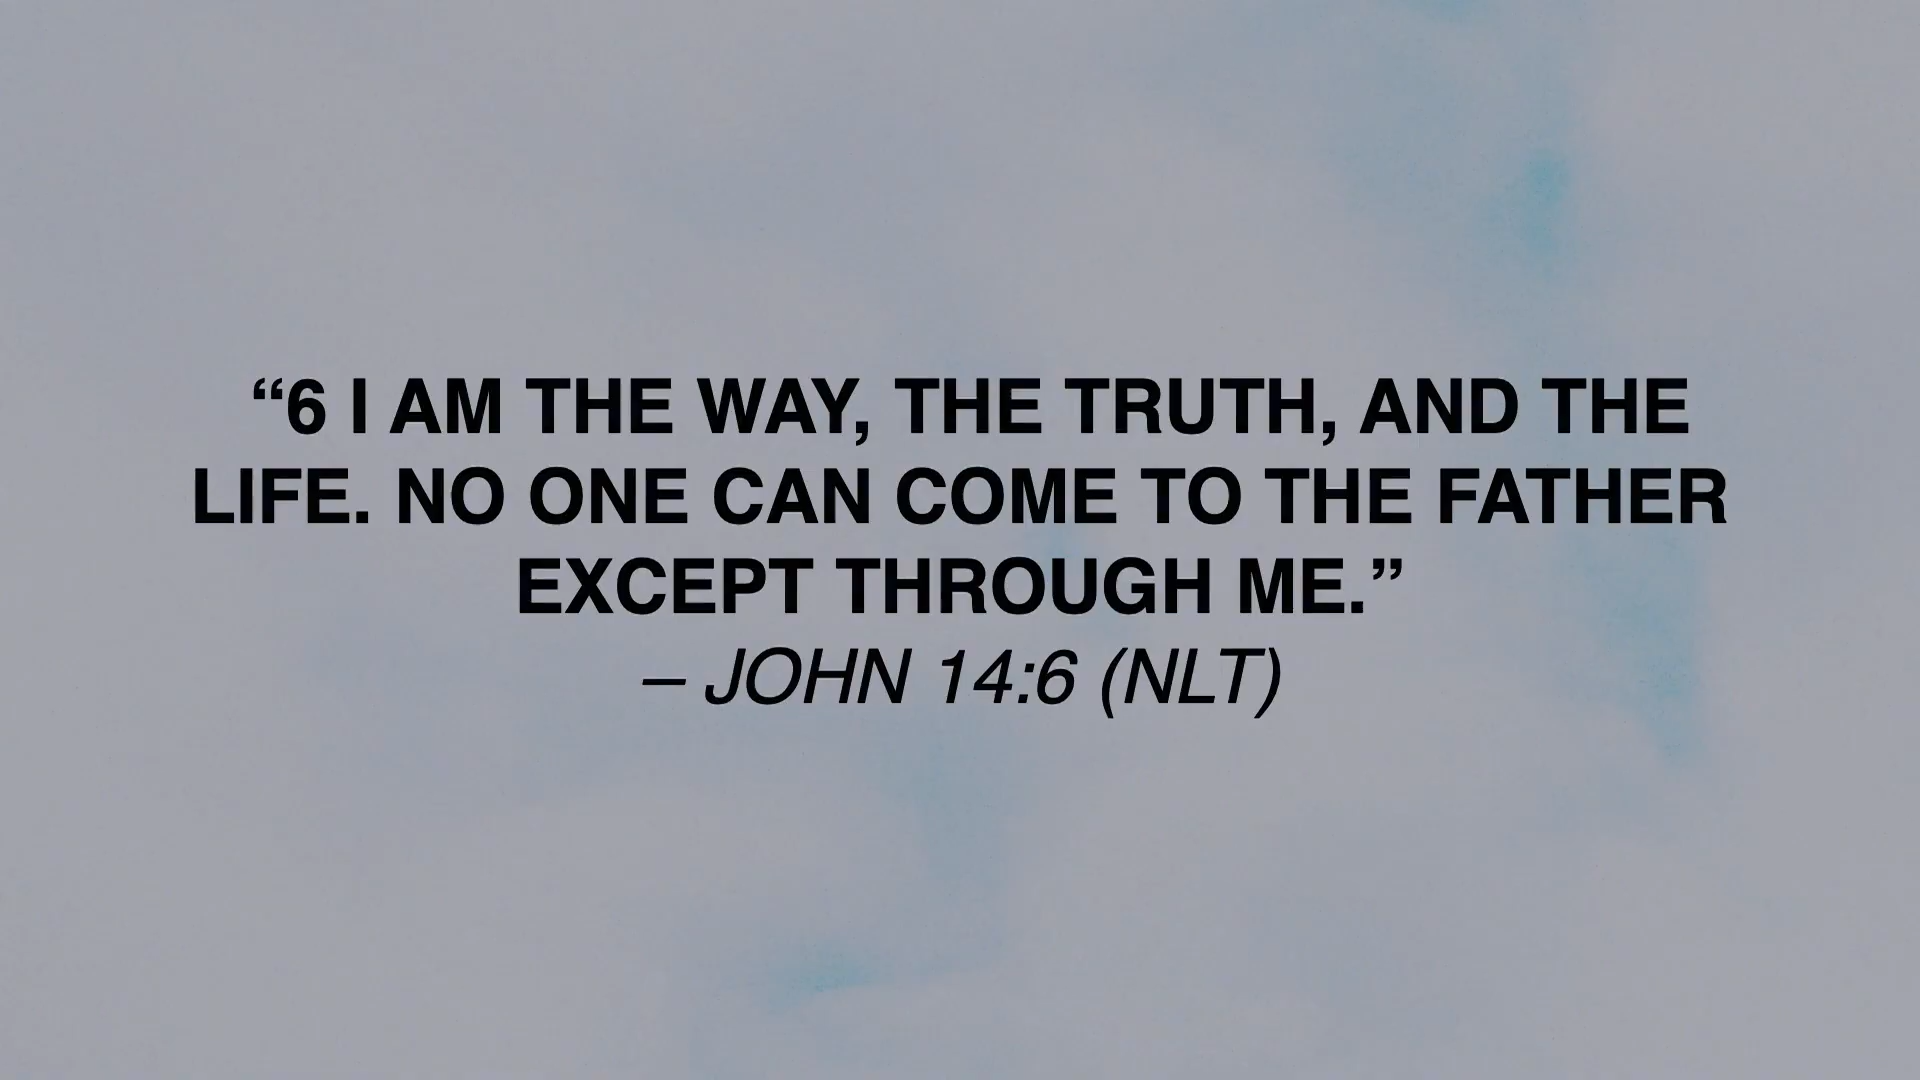 “6 I AM THE WAY, THE TRUTH, AND THE
LIFE. NO ONE CAN COME TO THE FATHER
EXCEPT THROUGH ME.”
– JOHN 14:6 (NLT)